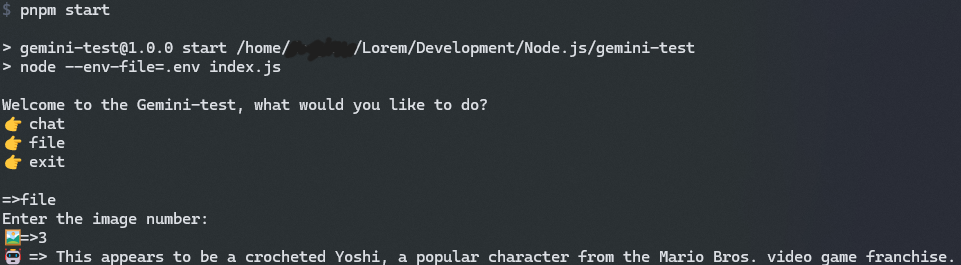 $ pnpm start
> gemini-test@1.0.0 start /home/ /Lorem/Development/Node.js/gemini-test
> node --env-file=.env index.js
Welcome to the Gemini-test, what would you like to do?
👉 chat
👉 file
👉 exit
=>file
Enter the image number:
🖼️=>3
🤖 => This appears to be a crocheted Yoshi, a popular character from the Mario Bros. video game franchise.